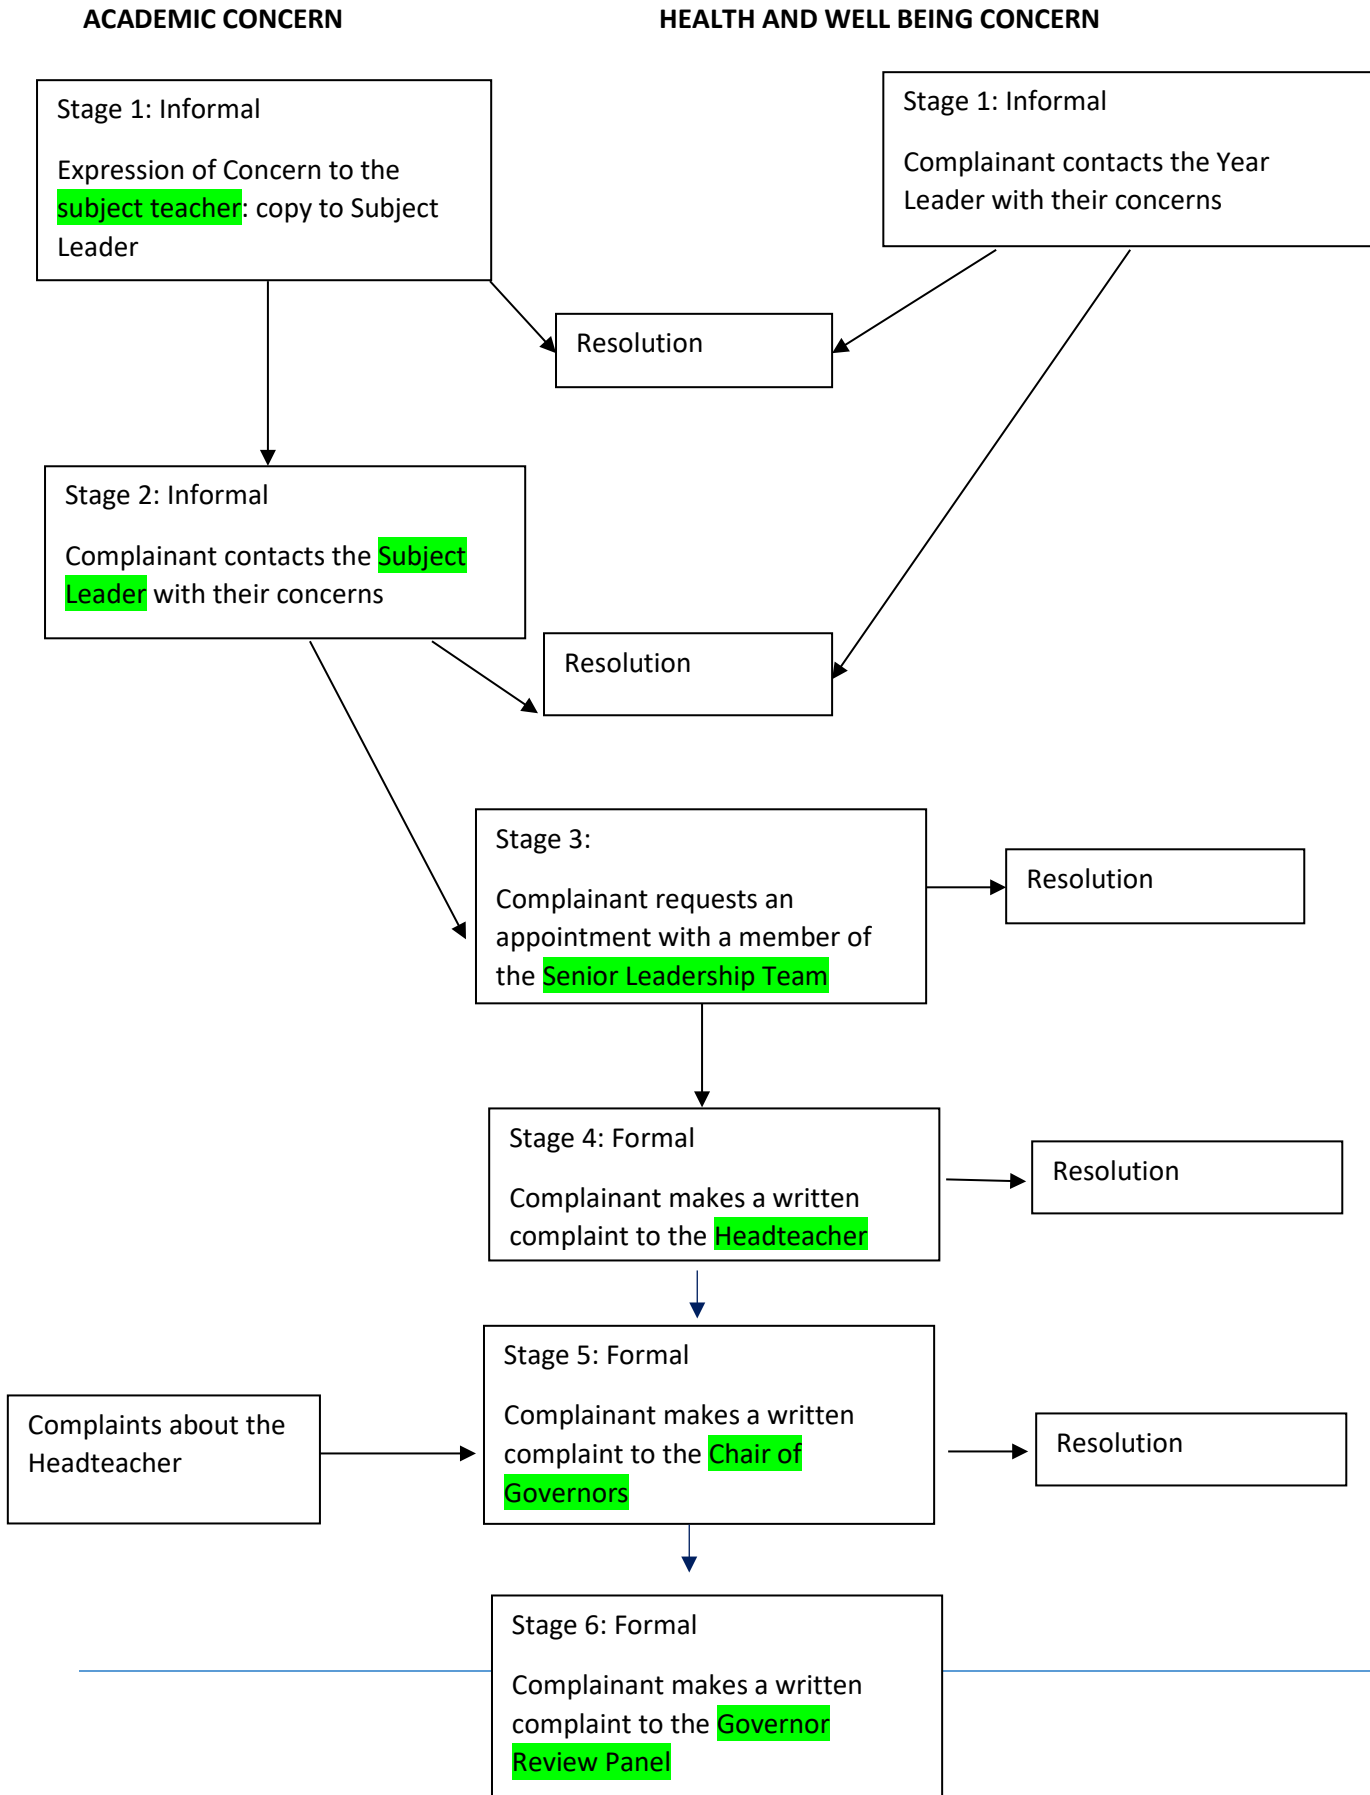 ACADEMIC CONCERN
HEALTH AND WELL BEING CONCERN
Stage 1: Informal
Expression of Concern to the
subject teacher: copy to Subject
Leader
Stage 1: Informal
Complainant contacts the Year
Leader with their concerns
Resolution
Stage 2: Informal
Complainant contacts the Subject
Leader with their concerns
Resolution
Stage 3:
Complainant requests an
appointment with a member of
the Senior Leadership Team
Resolution
Stage 4: Formal
Complainant makes a written
complaint to the Headteacher
Resolution
Stage 5: Formal
Complainant makes a written
complaint to the Chair of
Governors
Complaints about the
Headteacher
Resolution
Stage 6: Formal
Complainant makes a written
complaint to the Governor
Review Panel